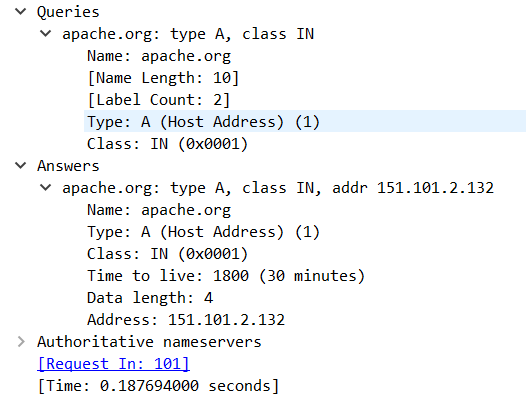 Queries
apache.org: type A, class IN
Name: apache.org
[Name Length: 10]
[Label Count: 2]
Type: A (Host Address) (1)
Class: IN (0x0001)
Answers
apache.org: type A, class IN, addr 151.101.2.132
Name: apache.org
Type: A (Host Address) (1)
Class: IN (0x0001)
Time to live: 1800 (30 minutes)
Data length: 4
Address: 151.101.2.132
Authoritative nameservers
[Request In: 101]
[Time: 0.187694000 seconds]